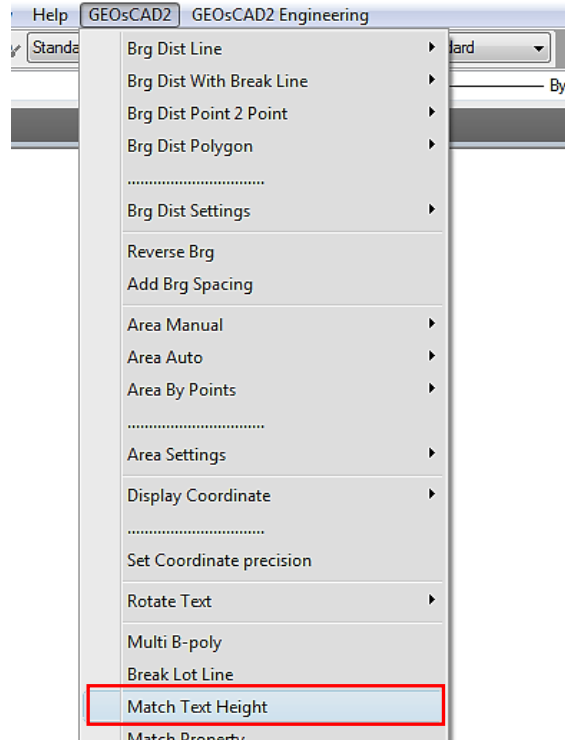 Help GEOsCAD2 GEOsCAD2 Engineering
Standa
dard
By
Brg Dist Line
Brg Dist With Break Line
Brg Dist Point 2 Point
Brg Dist Polygon
................................
Brg Dist Settings
Reverse Brg
Add Brg Spacing
Area Manual
Area Auto
Area By Points
................................
Area Settings
Display Coordinate
................................
Set Coordinate precision
Rotate Text
Multi B-poly
Break Lot Line
Match Text Height
Match Property